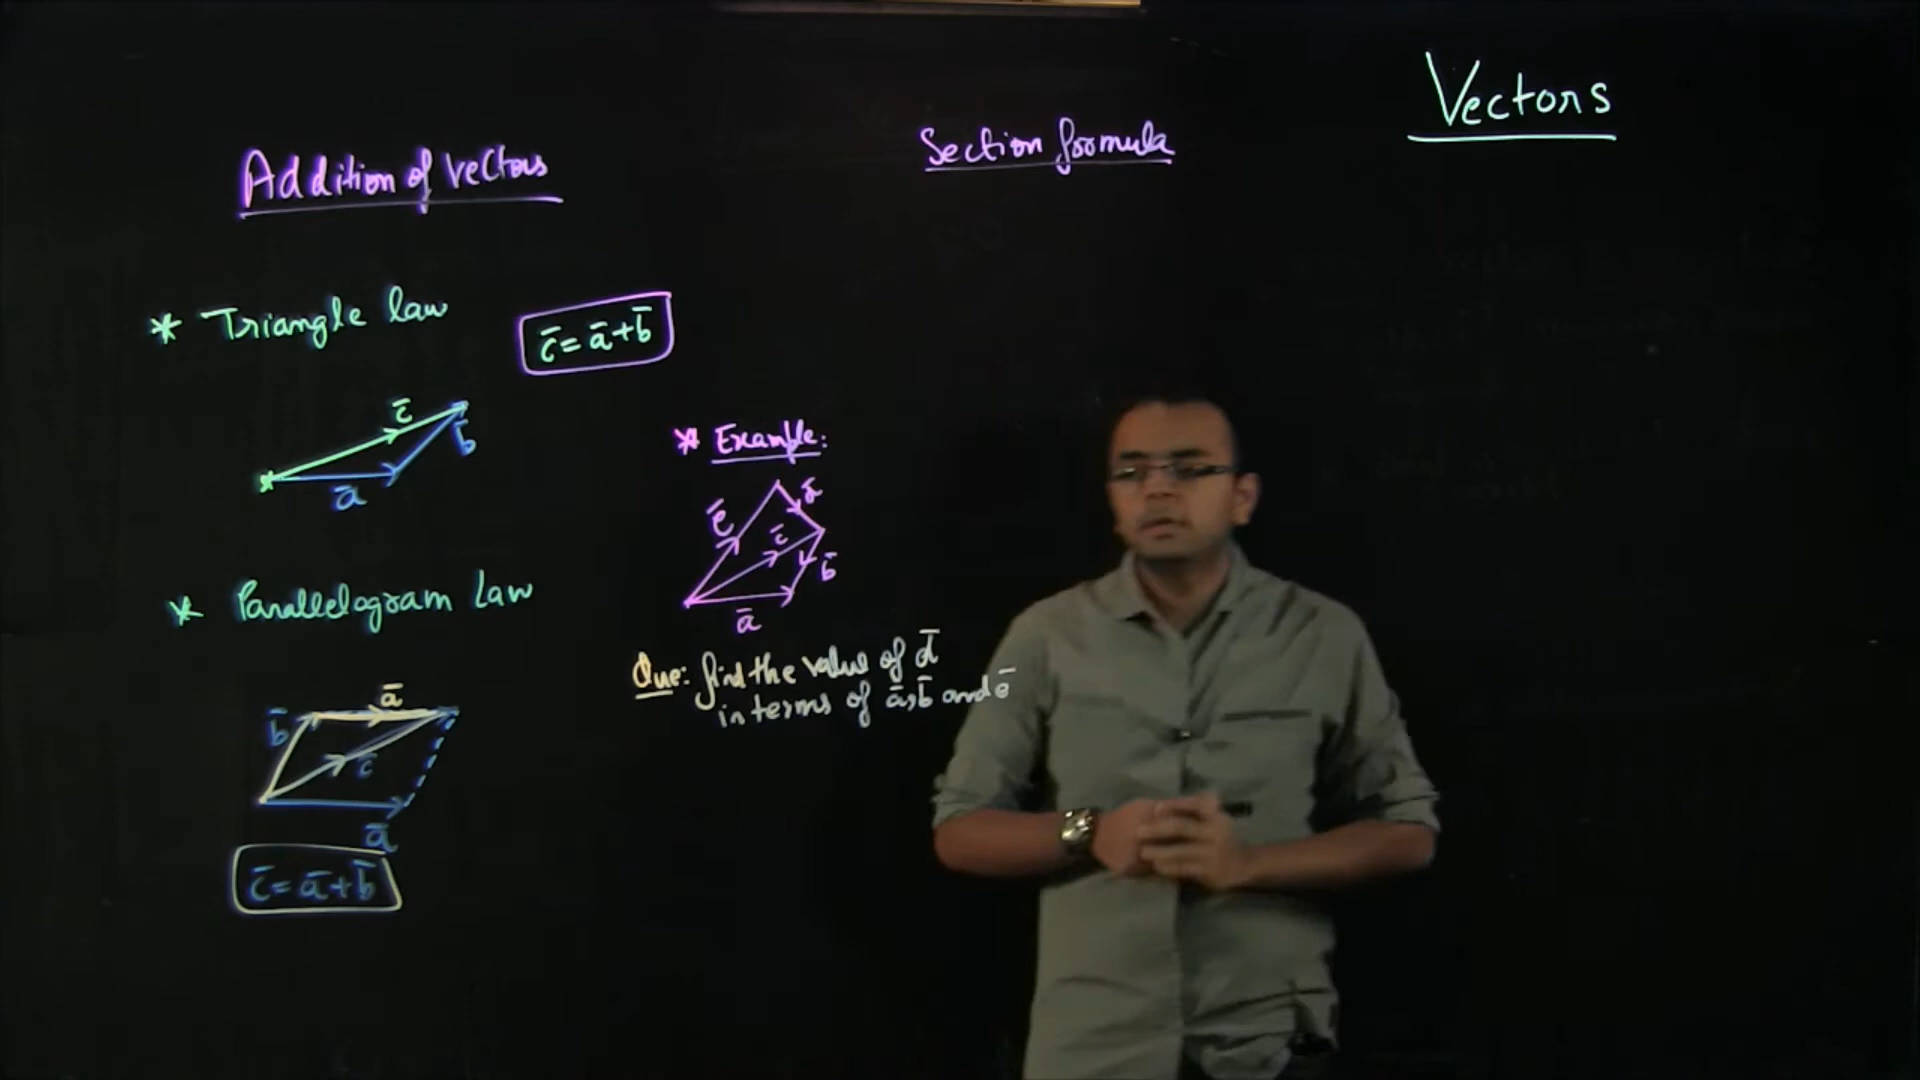 Vectors
Addition of vectors
Section formula
* Triangle law
c̄ = ā + b̄
c̄
b̄
ā
* Example:
ē
c̄
b̄
ā
Que: find the value of d̄
in terms of ā, b̄ and ē
* Parallelogram Law
ā
b̄
c̄
ā
c̄ = ā + b̄